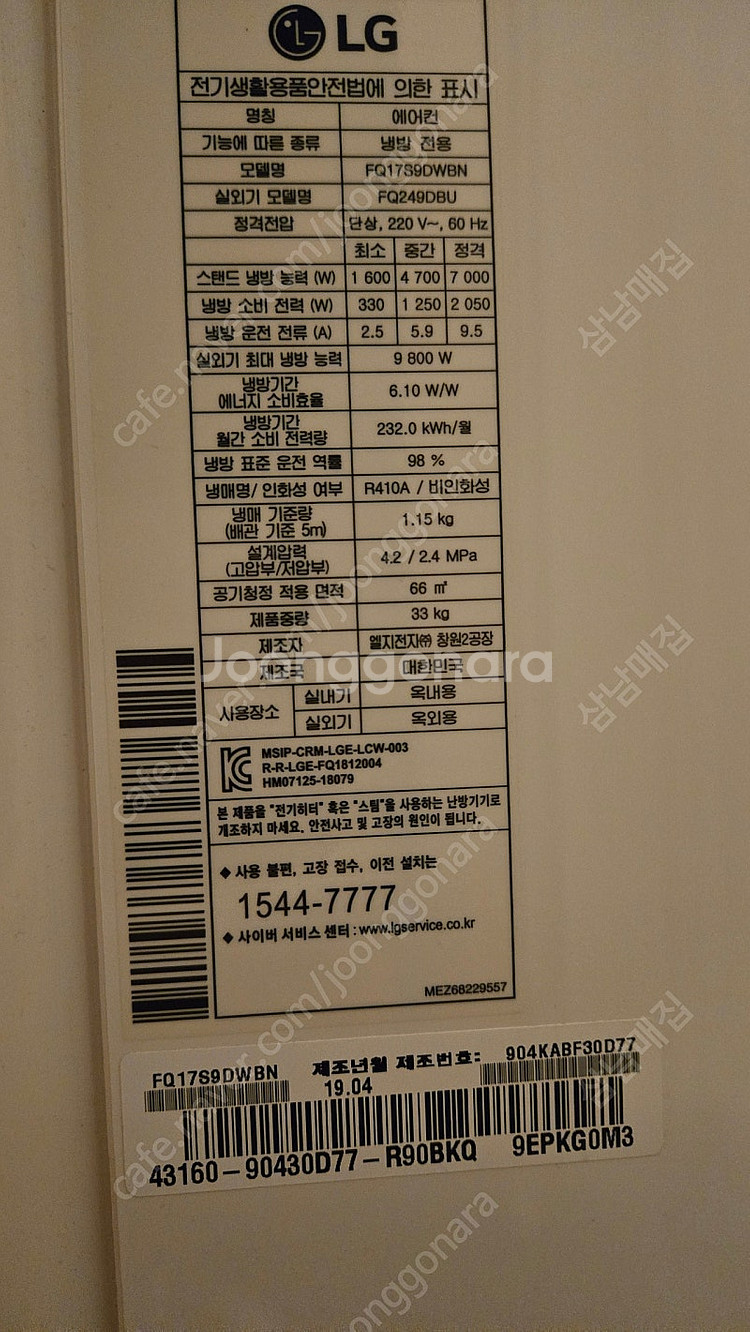 LG
전기생활용품안전법에 의한 표시
명칭 에어컨
기능에 따른 종류 냉방 전용
모델명 FQ17S9DWBN
실외기 모델명 FQ249DBU
정격전압 단상, 220 V~, 60 Hz
최소 중간 정격
스탠드 냉방 능력 (W) 1 600 4 700 7 000
냉방 소비 전력 (W) 330 1 250 2 050
냉방 운전 전류 (A) 2.5 5.9 9.5
실외기 최대 냉방 능력 9 800 W
냉방기간
에너지 소비효율 6.10 W/W
냉방기간
월간 소비 전력량 232.0 kWh/월
냉방 표준 운전 역률 98 %
냉매명/ 인화성 여부 R410A / 비인화성
냉매 기준량
(배관 기준 5m) 1.15 kg
설계압력
(고압부/저압부) 4.2 / 2.4 MPa
공기청정 적용 면적 66 ㎡
제품중량 33 kg
제조자 엘지전자㈜ 창원2공장
제조국 대한민국
사용장소 실내기 옥내용
실외기 옥외용
MSIP-CRM-LGE-LCW-003
R-R-LGE-FQ1812004
HM07125-18079
본 제품을 "전기히터" 혹은 "스팀"을 사용하는 난방기기로
개조하지 마세요. 안전사고 및 고장의 원인이 됩니다.
◆ 사용 불편, 고장 접수, 이전 설치는
1544-7777
◆ 사이버 서비스 센터 : www.lgservice.co.kr
MEZ68229557
FQ17S9DWBN 제조년월 제조번호: 904KABF30D77
19.04
43160-90430D77-R90BKQ 9EPKG0M3
Joonggonara
cafe.naver.com/joonggonara
cafe.naver.com/joonggonara
cafe.naver.com/joonggonara
삼남매집
삼남매집
삼남매집